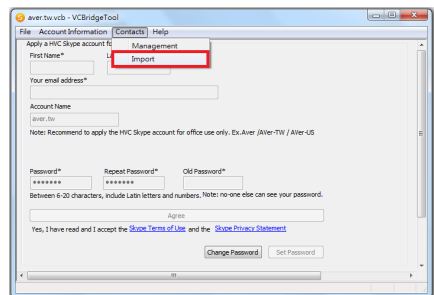 aver.tw.vcb - VCBridgeTool
File Account Information Contacts Help
Management
Import
Apply a HVC Skype account fo
First Name* La
Your email address*
Account Name
aver.tw
Note: Recommend to apply the HVC Skype account for office use only. Ex.Aver /AVer-TW / AVer-US
Password* Repeat Password* Old Password*
Between 6-20 characters, include Latin letters and numbers. Note: no-one else can see your password.
Agree
Yes, I have read and I accept the Skype Terms of Use and the Skype Privacy Statement
Change Password Set Password